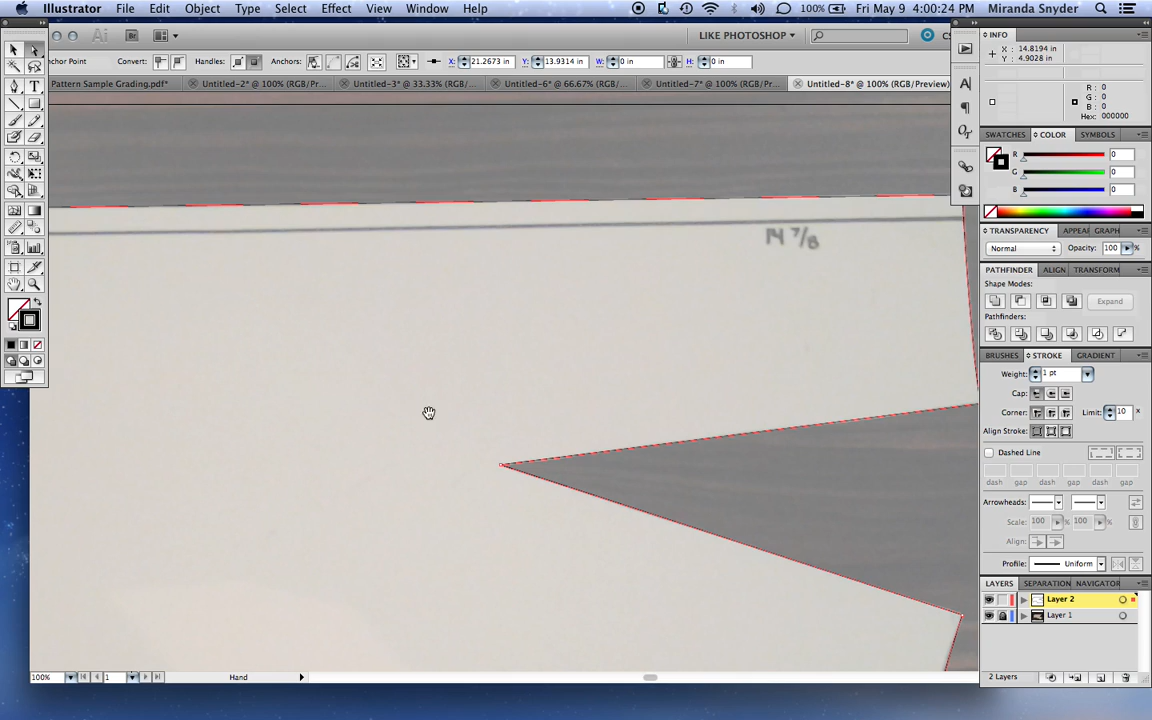 Illustrator File Edit Object Type Select Effect View Window Help 100% Fri May 9 4:00:24 Miranda Snyder
Ai Br LIKE PHOTOSHOP CS
nchor Point Convert: Handles: Anchors: X: 21.2673 in Y: 13.9314 in W: 0 in H: 0 in
Pattern Sample Grading.pdf* Untitled-2* @ 100% (RGB/Pr... Untitled-3* @ 33.33% (RGB/... Untitled-6* @ 66.67% (RGB/... Untitled-7* @ 100% (RGB/Pr... Untitled-8* @ 100% (RGB/Preview)
14 7/8
100% 1 Hand
INFO
X : 14.8194 in
Y : 4.9028 in
R : 0
G : 0
B : 0
Hex: 000000
SWATCHES COLOR SYMBOLS
R 0
G 0
B 0
TRANSPARENCY APPEAR GRAPH
Normal Opacity: 100 %
PATHFINDER ALIGN TRANSFORM
Shape Modes:
Expand
Pathfinders:
BRUSHES STROKE GRADIENT
Weight: 1 pt
Cap:
Corner: Limit: 10 x
Align Stroke:
Dashed Line
dash gap dash gap dash gap
Arrowheads:
Scale: 100 % 100 %
Align:
Profile: Uniform
LAYERS SEPARATION NAVIGATOR
Layer 2
Layer 1
2 Layers